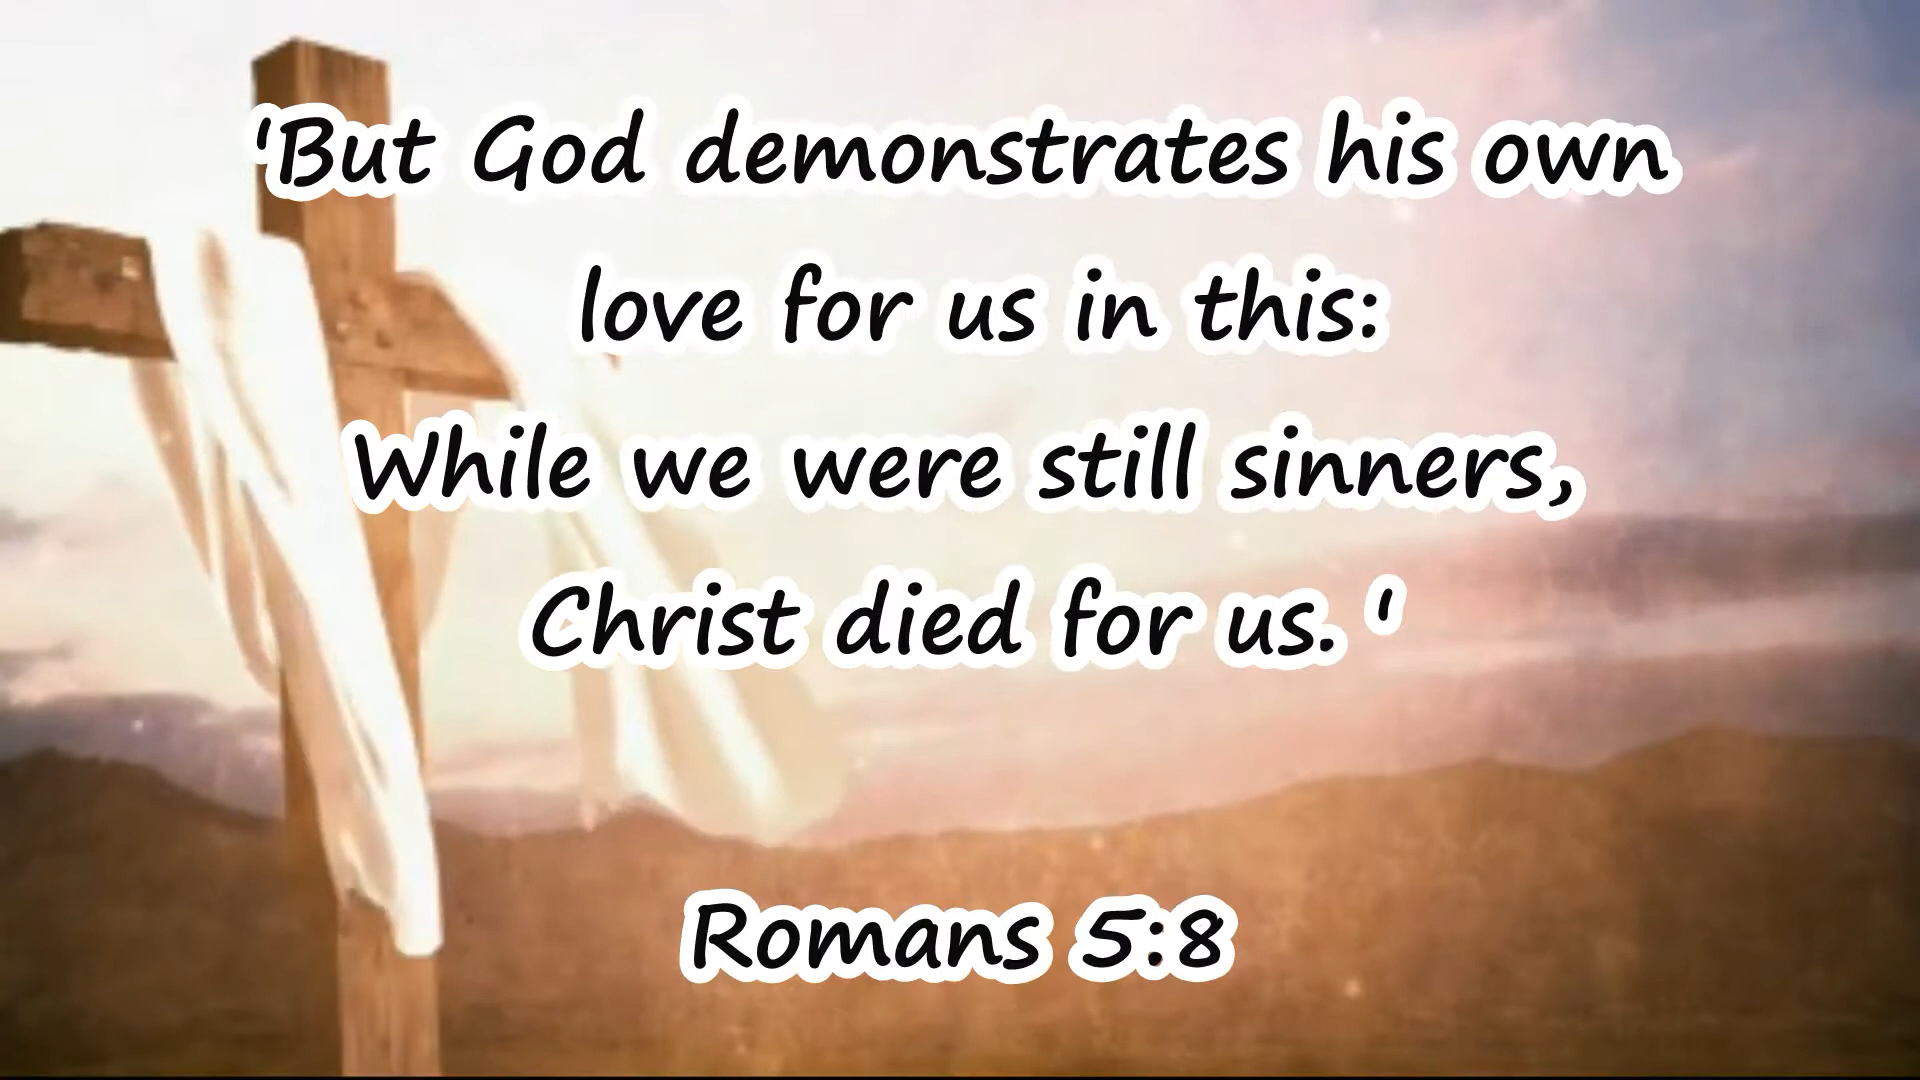 'But God demonstrates his own
love for us in this:
While we were still sinners,
Christ died for us. '
Romans 5:8